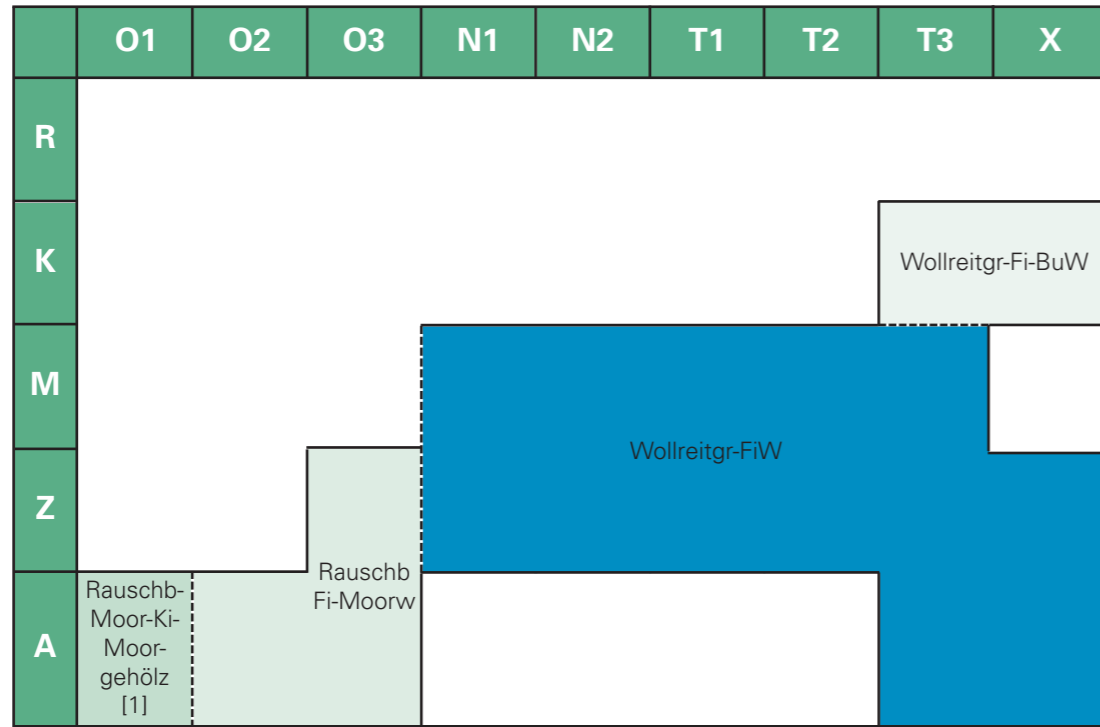 O1 O2 O3 N1 N2 T1 T2 T3 X
R
K
Wollreitgr-Fi-BuW
M
Wollreitgr-FiW
Z
Rauschb
Fi-Moorw
A
Rauschb-
Moor-Ki-
Moor-
gehölz
[1]